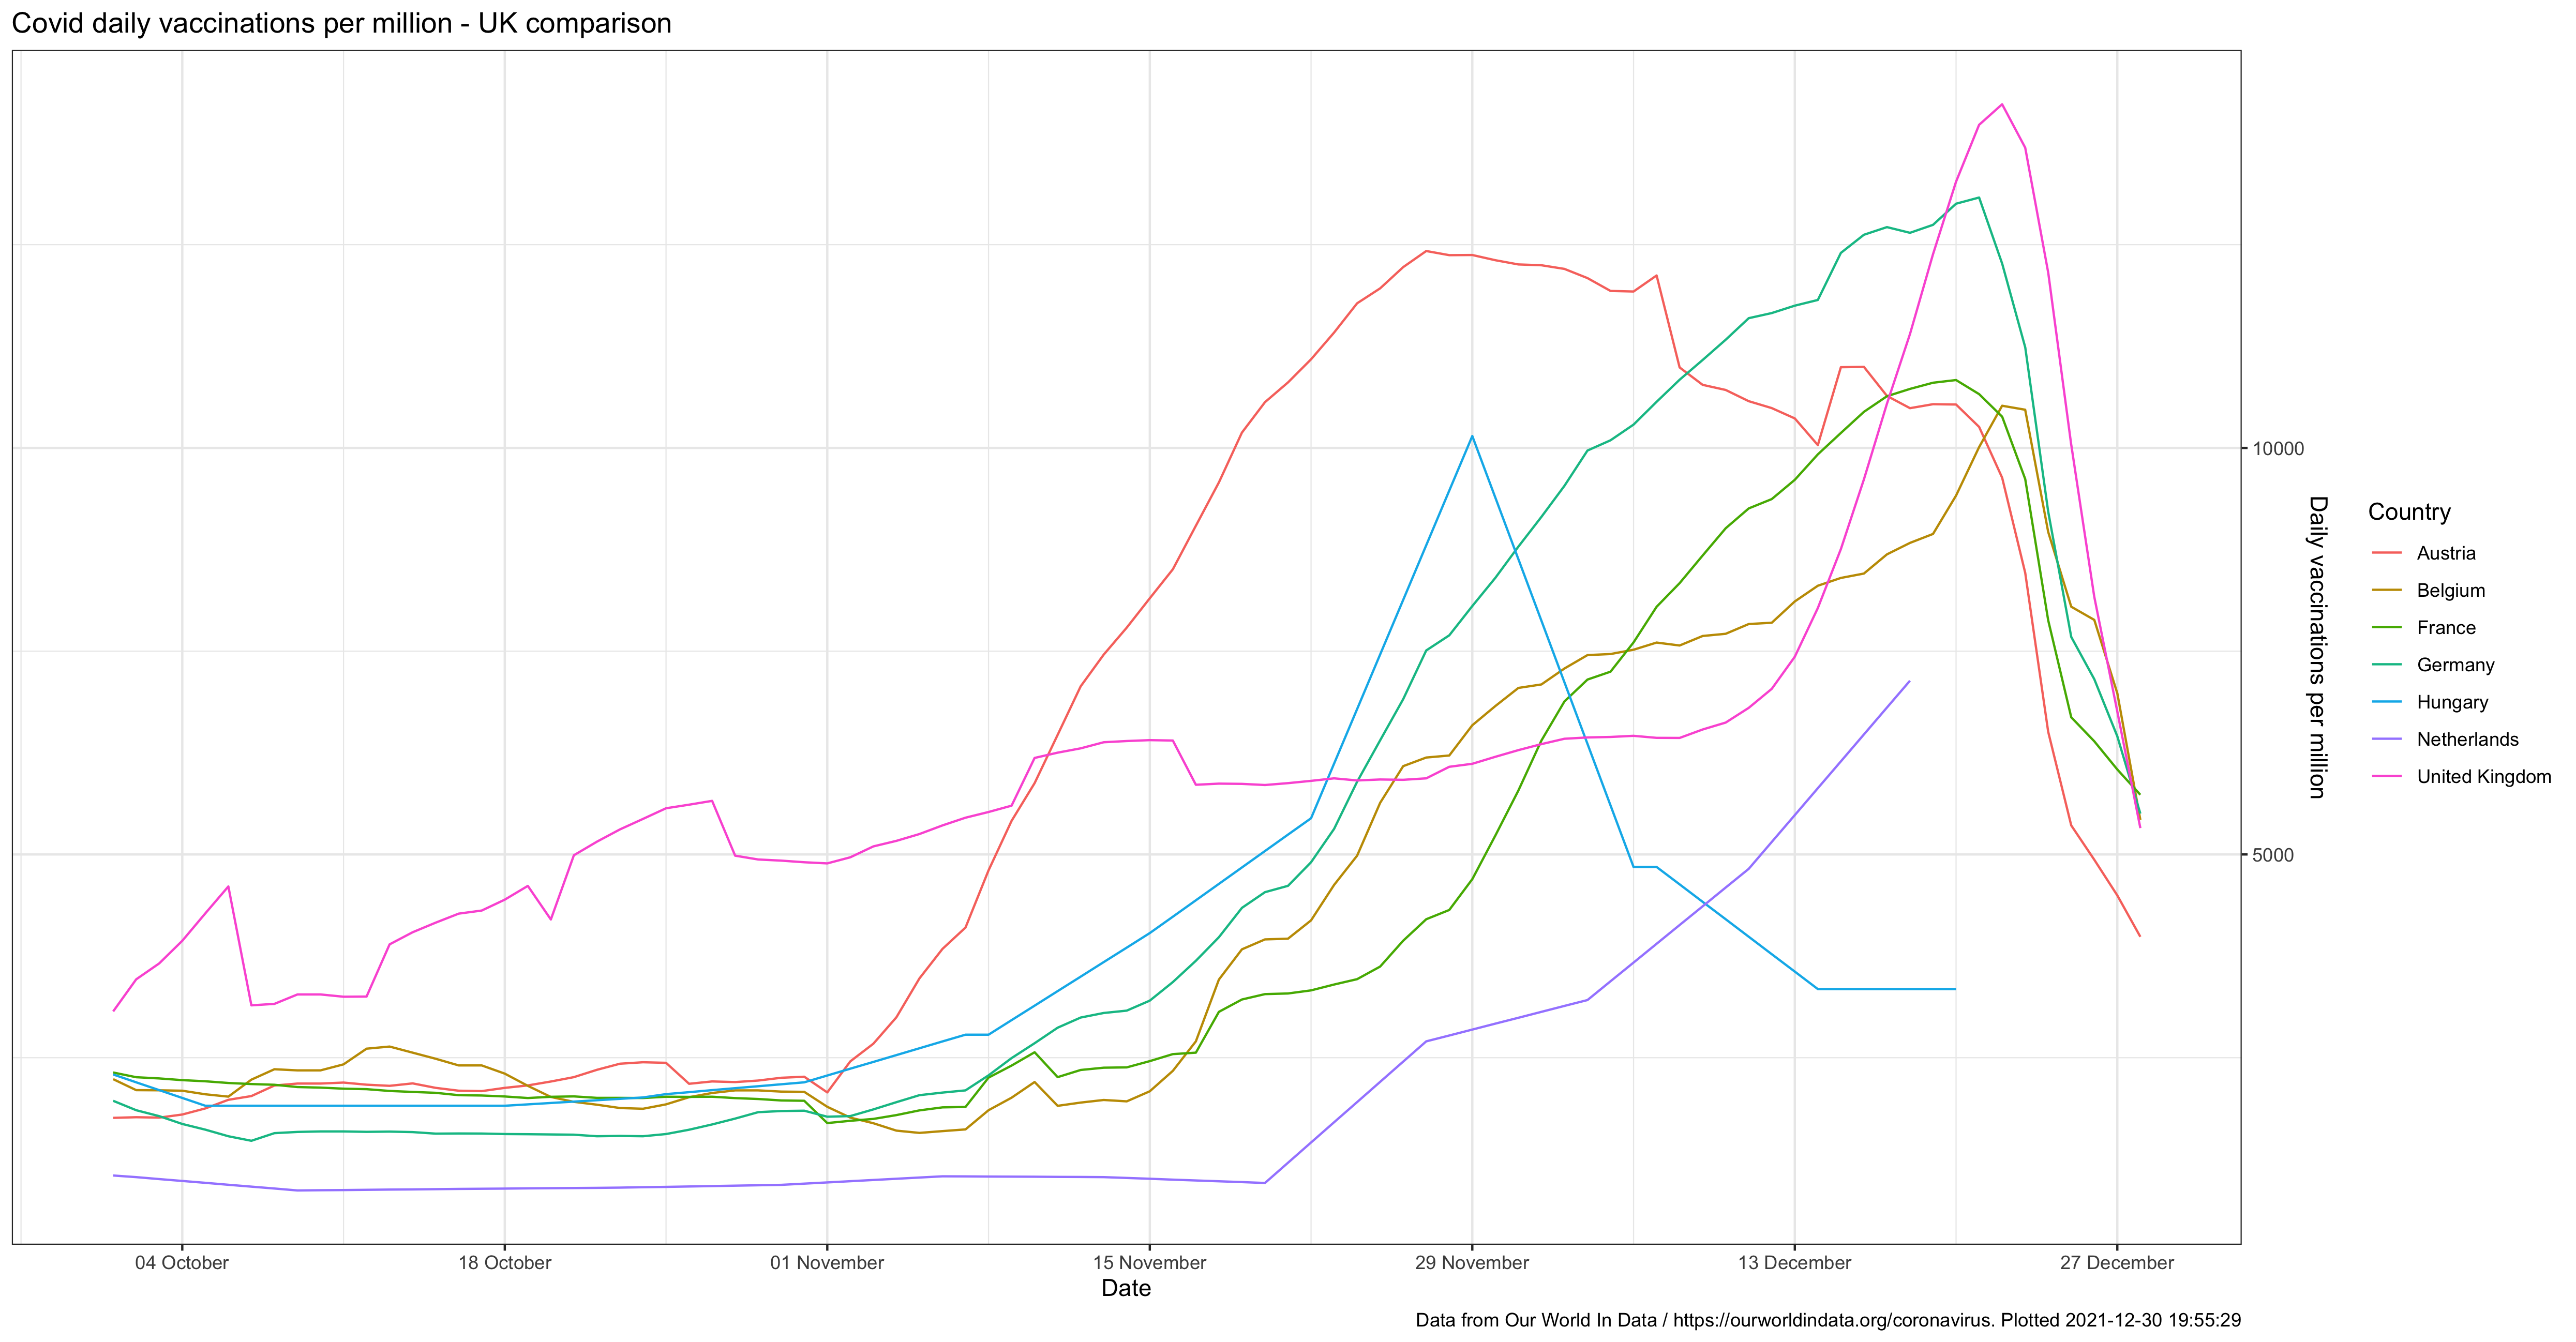 Covid daily vaccinations per million - UK comparison
10000
5000
Daily vaccinations per million
Country
Austria
Belgium
France
Germany
Hungary
Netherlands
United Kingdom
04 October
18 October
01 November
15 November
29 November
13 December
27 December
Date
Data from Our World In Data / https://ourworldindata.org/coronavirus. Plotted 2021-12-30 19:55:29